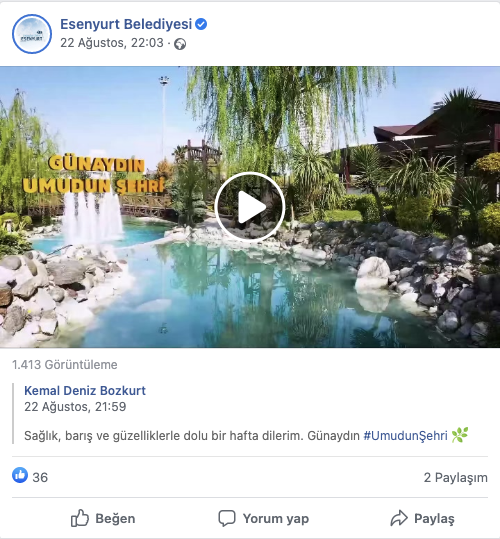 Esenyurt Belediyesi
22 Ağustos, 22:03 ·
ESENYURT
GÜNAYDIN
UMUDUN ŞEHRİ
1.413 Görüntüleme
Kemal Deniz Bozkurt
22 Ağustos, 21:59
Sağlık, barış ve güzelliklerle dolu bir hafta dilerim. Günaydın #UmudunŞehri
36
2 Paylaşım
Beğen
Yorum yap
Paylaş